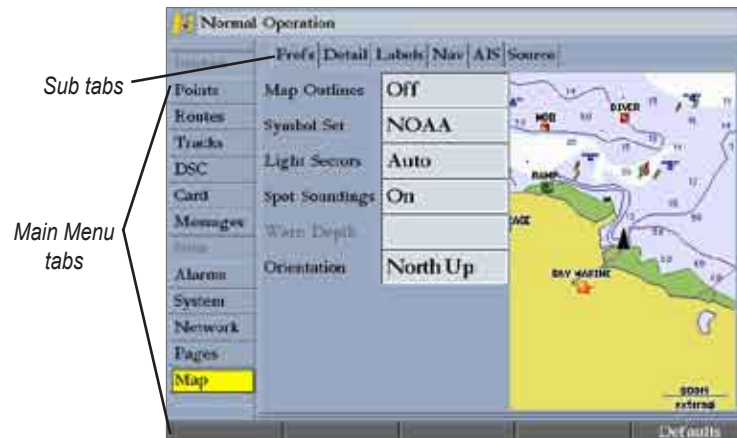 Normal Operation
Prefs Detail Labels Nav AIS Source
Sub tabs
Points
Routes
Tracks
DSC
Card
Messages
Main Menu
tabs
Alarms
System
Network
Pages
Map
Map Outlines Off
Symbol Set NOAA
Light Sectors Auto
Spot Soundings On
Warn Depth
Orientation North Up
DIVER
MOB
RAMP
BAY MARINE
800ft
Defaults